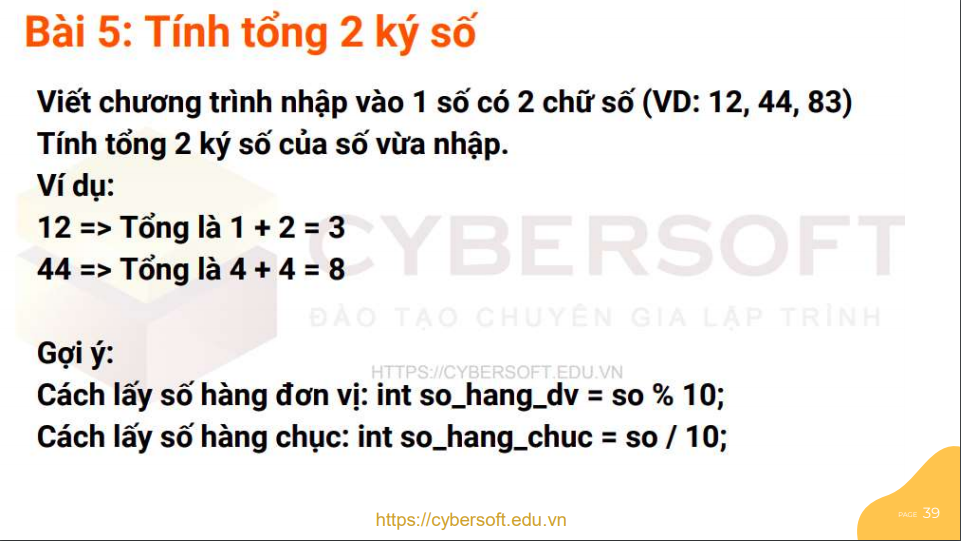 Bài 5: Tính tổng 2 ký số
Viết chương trình nhập vào 1 số có 2 chữ số (VD: 12, 44, 83)
Tính tổng 2 ký số của số vừa nhập.
Ví dụ:
12 => Tổng là 1 + 2 = 3
44 => Tổng là 4 + 4 = 8
CYBERSOFT
ĐÀO TẠO CHUYÊN GIA LẬP TRÌNH
Gợi ý:
HTTPS://CYBERSOFT.EDU.VN
Cách lấy số hàng đơn vị: int so_hang_dv = so % 10;
Cách lấy số hàng chục: int so_hang_chuc = so / 10;
PAGE 39
https://cybersoft.edu.vn